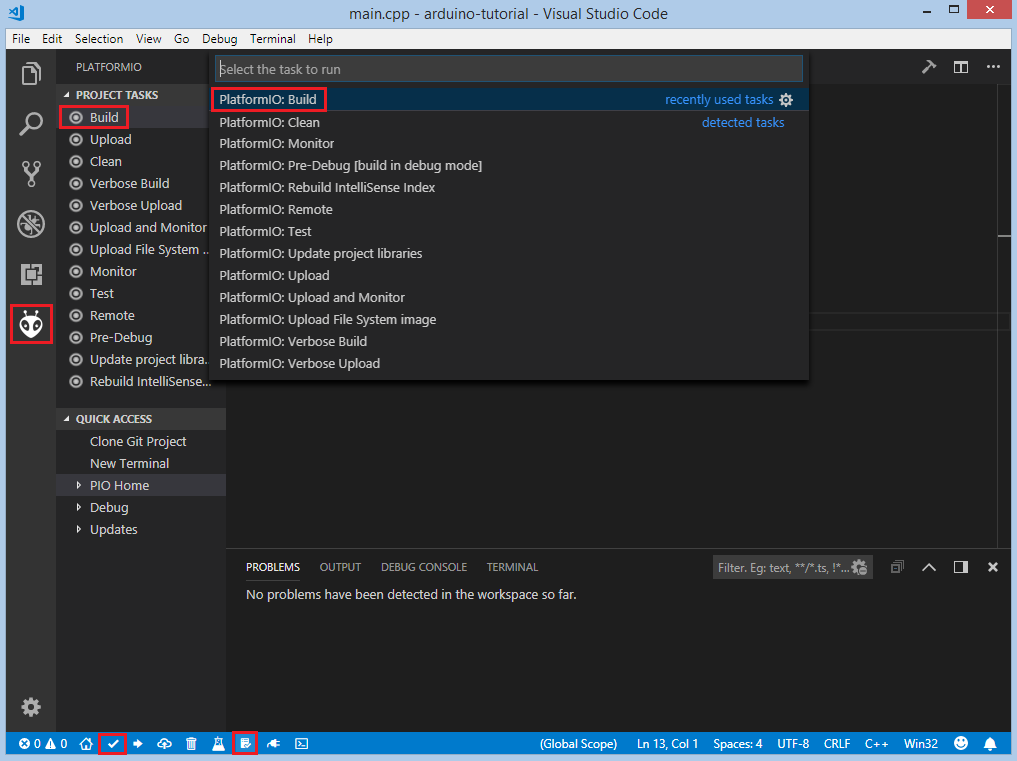 main.cpp - arduino-tutorial - Visual Studio Code
File Edit Selection View Go Debug Terminal Help
PLATFORMIO
PROJECT TASKS
Build
Upload
Clean
Verbose Build
Verbose Upload
Upload and Monitor
Upload File System ...
Monitor
Test
Remote
Pre-Debug
Update project libra...
Rebuild IntelliSense...
QUICK ACCESS
Clone Git Project
New Terminal
PIO Home
Debug
Updates
Select the task to run
PlatformIO: Build recently used tasks
PlatformIO: Clean detected tasks
PlatformIO: Monitor
PlatformIO: Pre-Debug [build in debug mode]
PlatformIO: Rebuild IntelliSense Index
PlatformIO: Remote
PlatformIO: Test
PlatformIO: Update project libraries
PlatformIO: Upload
PlatformIO: Upload and Monitor
PlatformIO: Upload File System image
PlatformIO: Verbose Build
PlatformIO: Verbose Upload
PROBLEMS OUTPUT DEBUG CONSOLE TERMINAL Filter. Eg: text, **/*.ts, !*...
No problems have been detected in the workspace so far.
0 0 (Global Scope) Ln 13, Col 1 Spaces: 4 UTF-8 CRLF C++ Win32